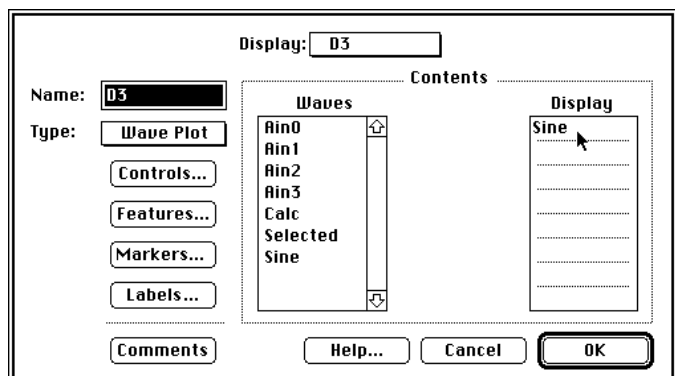 Display: D3
Name: D3
Type: Wave Plot
Controls...
Features...
Markers...
Labels...
Comments
Contents
Waves
Ain0
Ain1
Ain2
Ain3
Calc
Selected
Sine
Display
Sine
Help...
Cancel
OK